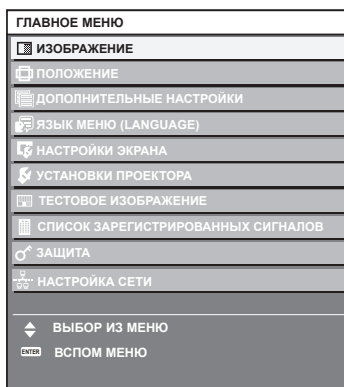 ГЛАВНОЕ МЕНЮ
ИЗОБРАЖЕНИЕ
ПОЛОЖЕНИЕ
ДОПОЛНИТЕЛЬНЫЕ НАСТРОЙКИ
ЯЗЫК МЕНЮ (LANGUAGE)
НАСТРОЙКИ ЭКРАНА
УСТАНОВКИ ПРОЕКТОРА
ТЕСТОВОЕ ИЗОБРАЖЕНИЕ
СПИСОК ЗАРЕГИСТРИРОВАННЫХ СИГНАЛОВ
ЗАЩИТА
НАСТРОЙКА СЕТИ
ВЫБОР ИЗ МЕНЮ
ENTER ВСПОМ МЕНЮ